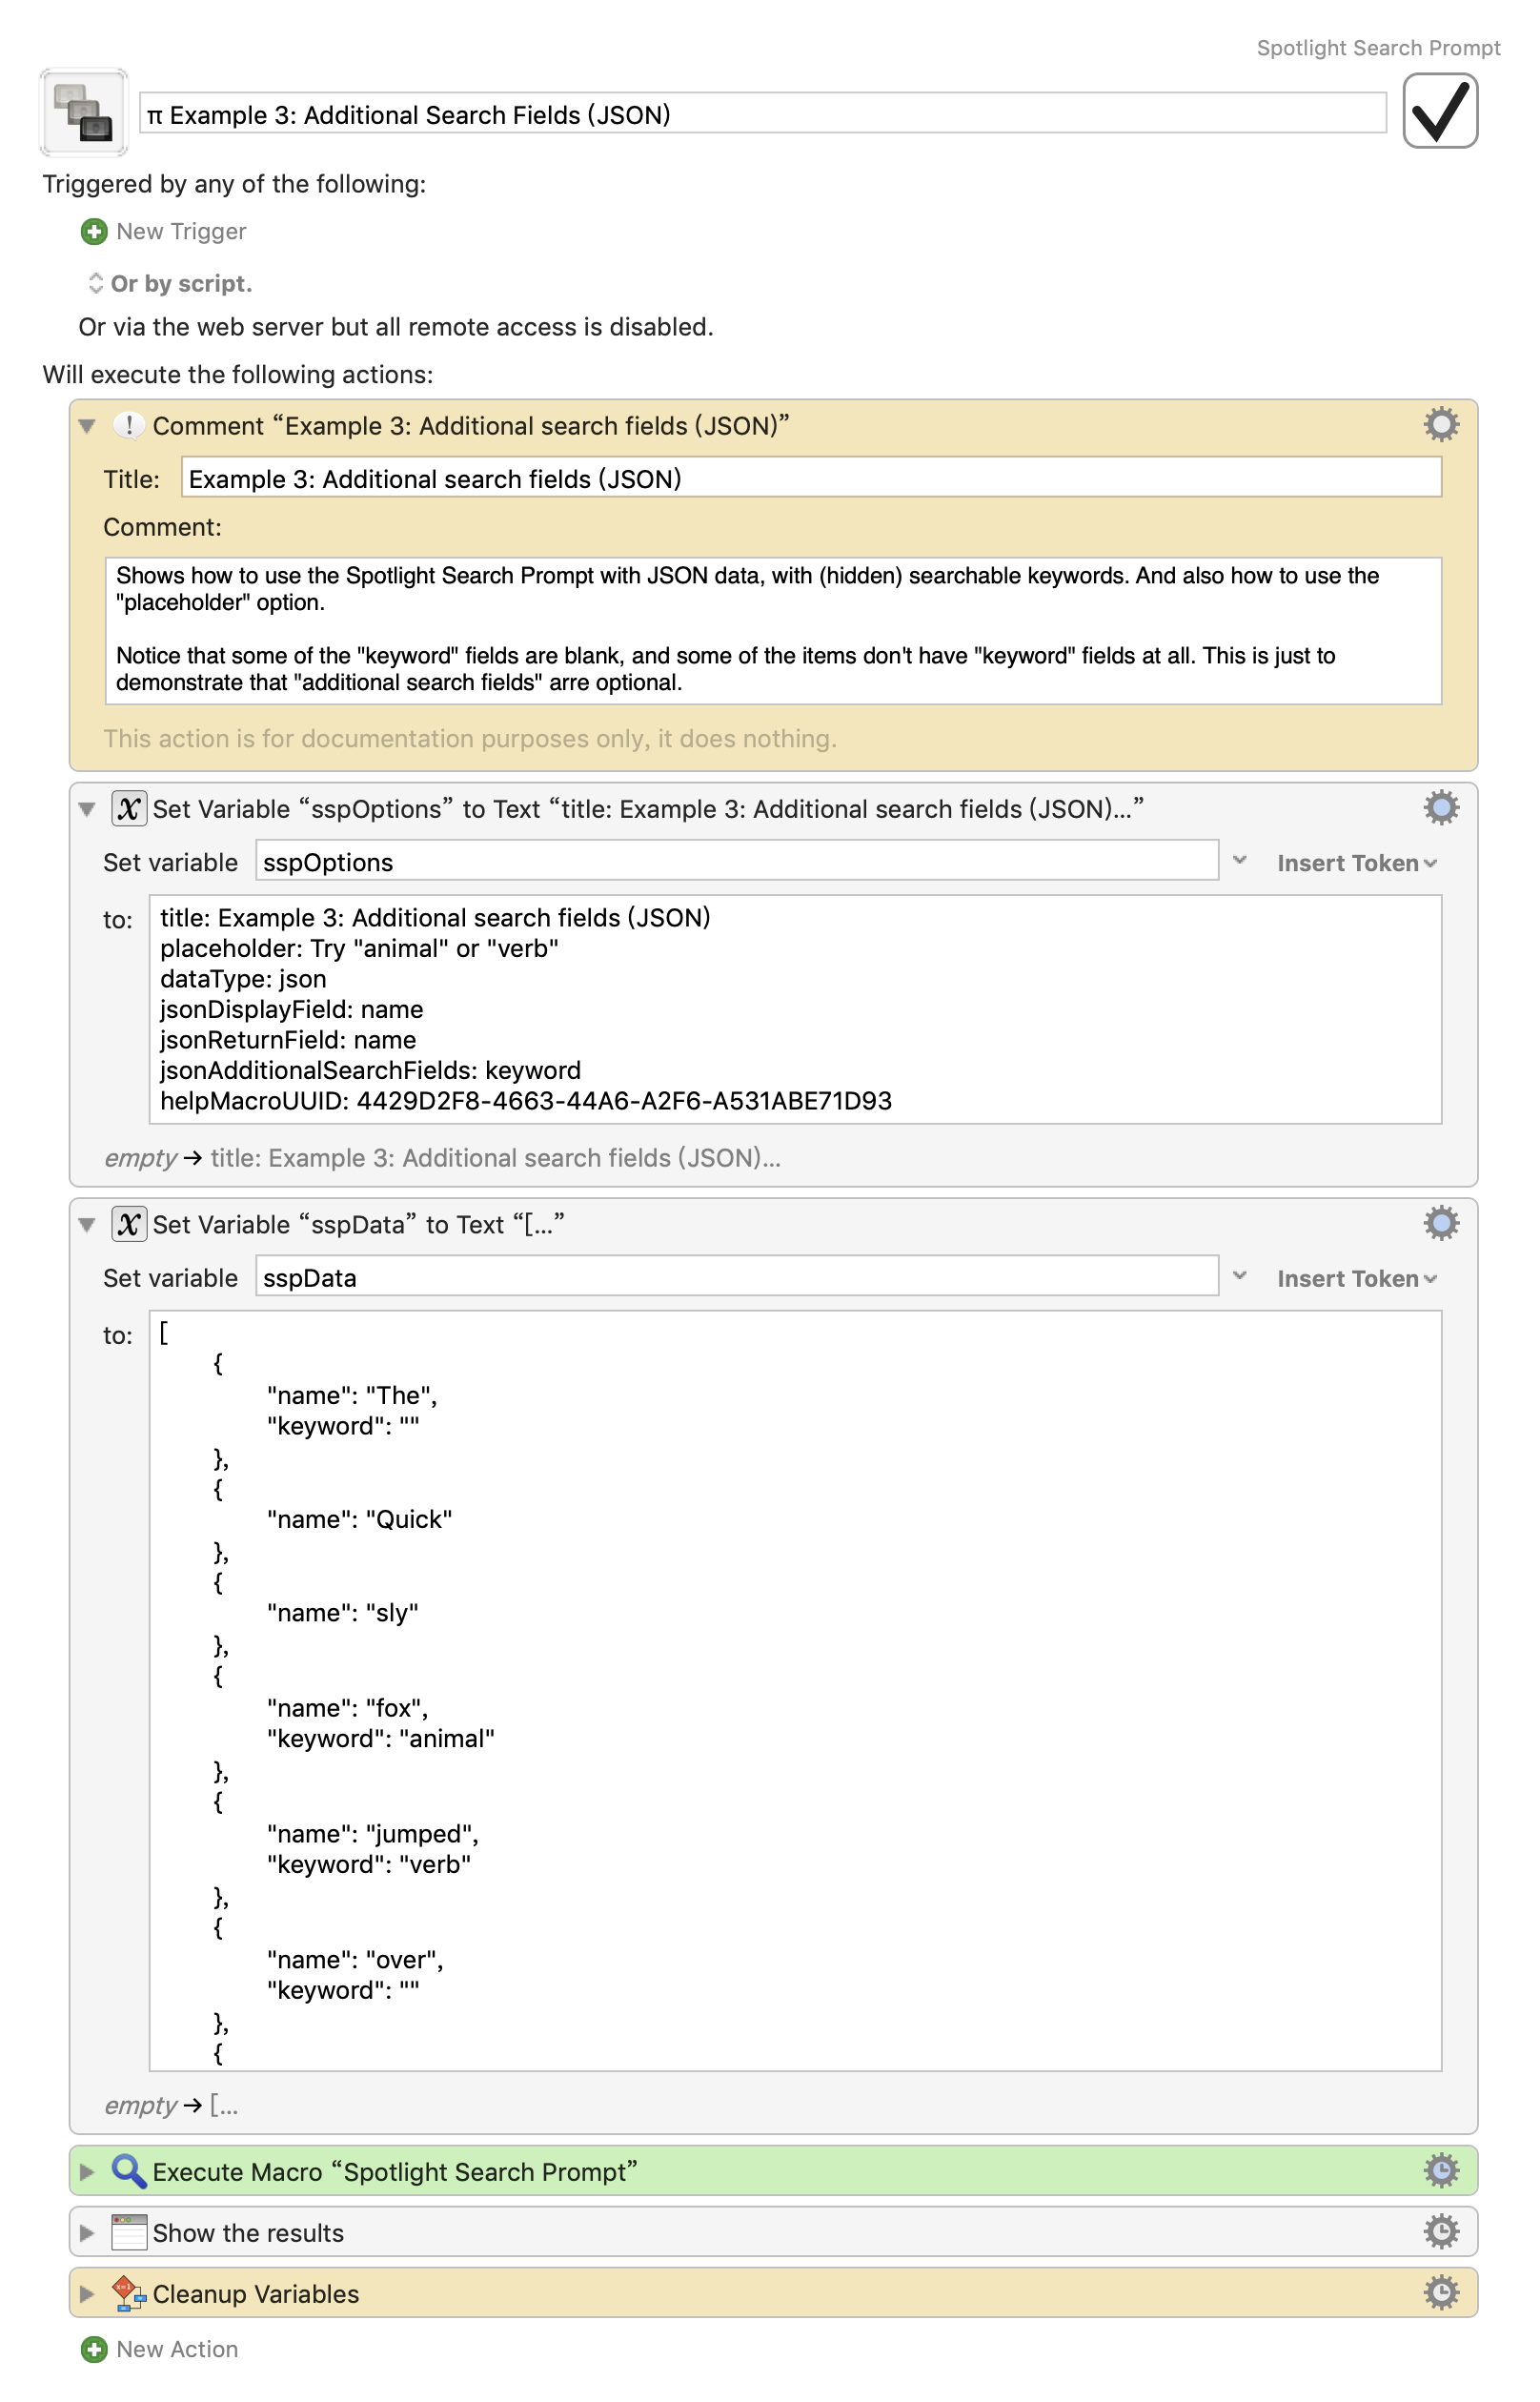 Spotlight Search Prompt
π Example 3: Additional Search Fields (JSON)
Triggered by any of the following:
New Trigger
Or by script.
Or via the web server but all remote access is disabled.
Will execute the following actions:
Comment “Example 3: Additional search fields (JSON)”
Title: Example 3: Additional search fields (JSON)
Comment:
Shows how to use the Spotlight Search Prompt with JSON data, with (hidden) searchable keywords. And also how to use the
"placeholder" option.
Notice that some of the "keyword" fields are blank, and some of the items don't have "keyword" fields at all. This is just to
demonstrate that "additional search fields" arre optional.
This action is for documentation purposes only, it does nothing.
Set Variable “sspOptions” to Text “title: Example 3: Additional search fields (JSON)…”
Set variable sspOptions Insert Token
to: title: Example 3: Additional search fields (JSON)
placeholder: Try "animal" or "verb"
dataType: json
jsonDisplayField: name
jsonReturnField: name
jsonAdditionalSearchFields: keyword
helpMacroUUID: 4429D2F8-4663-44A6-A2F6-A531ABE71D93
empty → title: Example 3: Additional search fields (JSON)…
Set Variable “sspData” to Text “[…”
Set variable sspData Insert Token
to: [
{
"name": "The",
"keyword": ""
},
{
"name": "Quick"
},
{
"name": "sly"
},
{
"name": "fox",
"keyword": "animal"
},
{
"name": "jumped",
"keyword": "verb"
},
{
"name": "over",
"keyword": ""
},
{
empty → […
Execute Macro “Spotlight Search Prompt”
Show the results
Cleanup Variables
New Action